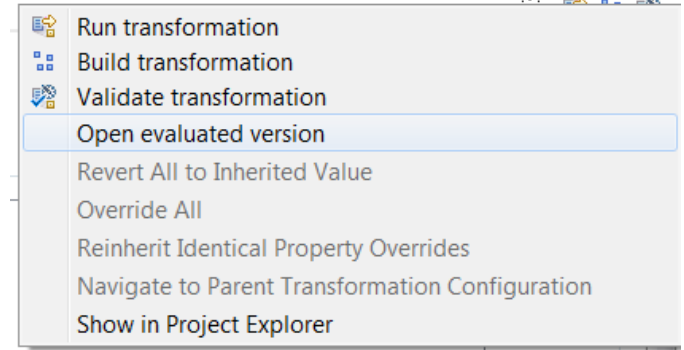 Run transformation
Build transformation
Validate transformation
Open evaluated version
Revert All to Inherited Value
Override All
Reinherit Identical Property Overrides
Navigate to Parent Transformation Configuration
Show in Project Explorer